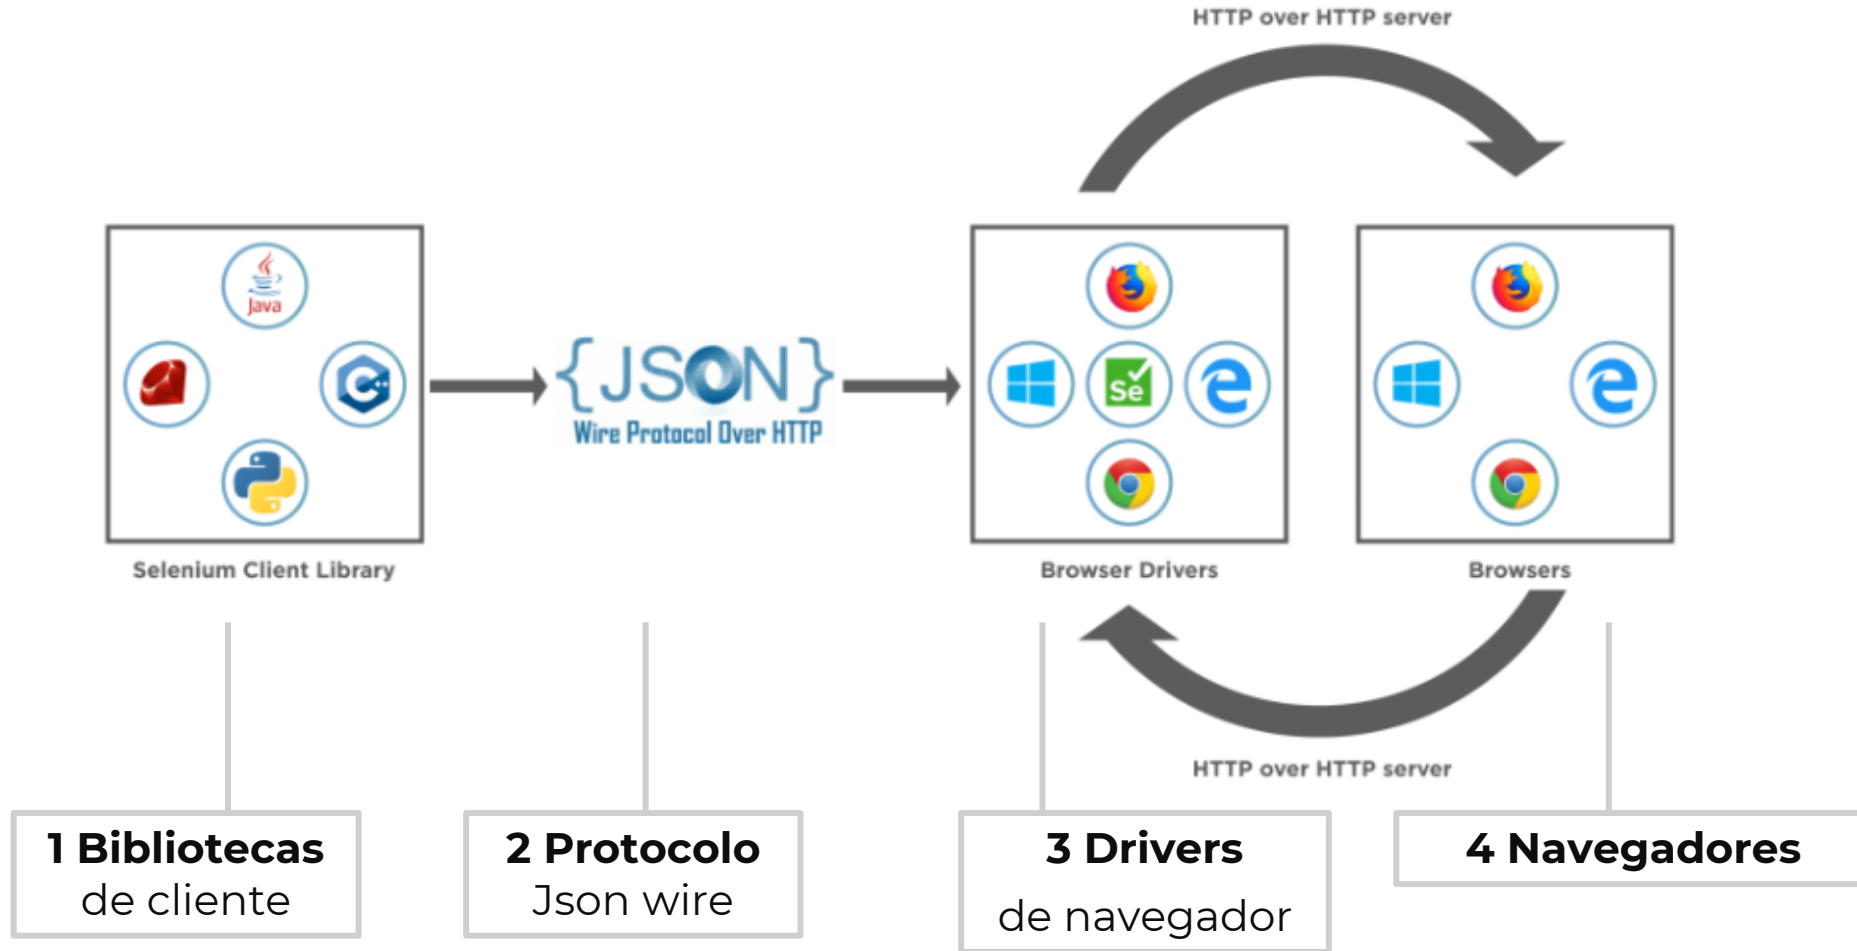 HTTP over HTTP server
Java
C++
{JSON}
Wire Protocol Over HTTP
Se
Selenium Client Library
Browser Drivers
Browsers
HTTP over HTTP server
1 Bibliotecas
de cliente
2 Protocolo
Json wire
3 Drivers
de navegador
4 Navegadores